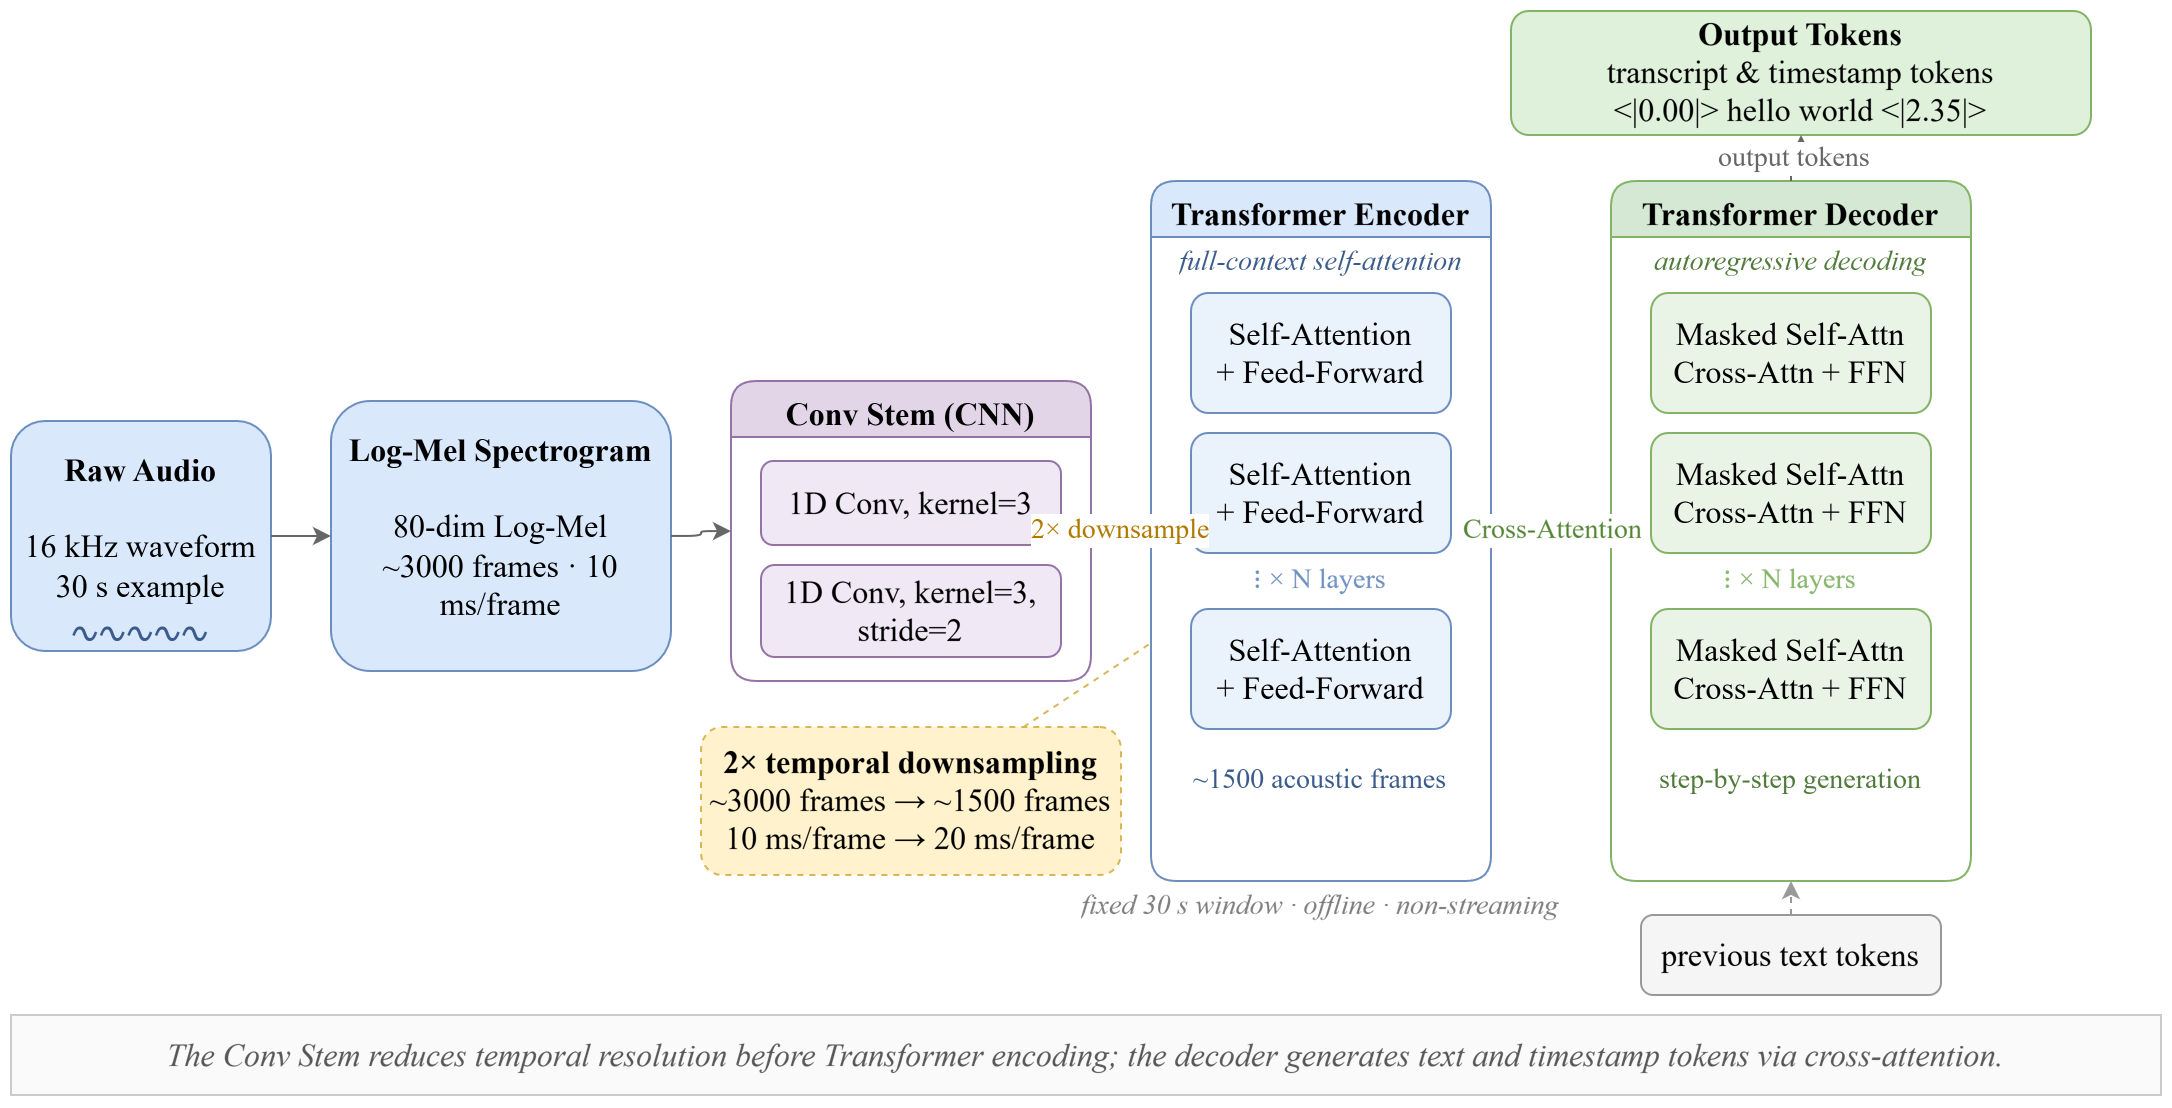 Output Tokens
transcript & timestamp tokens
<|0.00|> hello world <|2.35|>
output tokens
Raw Audio
16 kHz waveform
30 s example
Log-Mel Spectrogram
80-dim Log-Mel
~3000 frames · 10
ms/frame
Conv Stem (CNN)
1D Conv, kernel=3
1D Conv, kernel=3,
stride=2
2× downsample
2× temporal downsampling
~3000 frames → ~1500 frames
10 ms/frame → 20 ms/frame
Transformer Encoder
full-context self-attention
Self-Attention
+ Feed-Forward
Self-Attention
+ Feed-Forward
⋮ × N layers
Self-Attention
+ Feed-Forward
~1500 acoustic frames
fixed 30 s window · offline · non-streaming
Cross-Attention
Transformer Decoder
autoregressive decoding
Masked Self-Attn
Cross-Attn + FFN
Masked Self-Attn
Cross-Attn + FFN
⋮ × N layers
Masked Self-Attn
Cross-Attn + FFN
step-by-step generation
previous text tokens
The Conv Stem reduces temporal resolution before Transformer encoding; the decoder generates text and timestamp tokens via cross-attention.